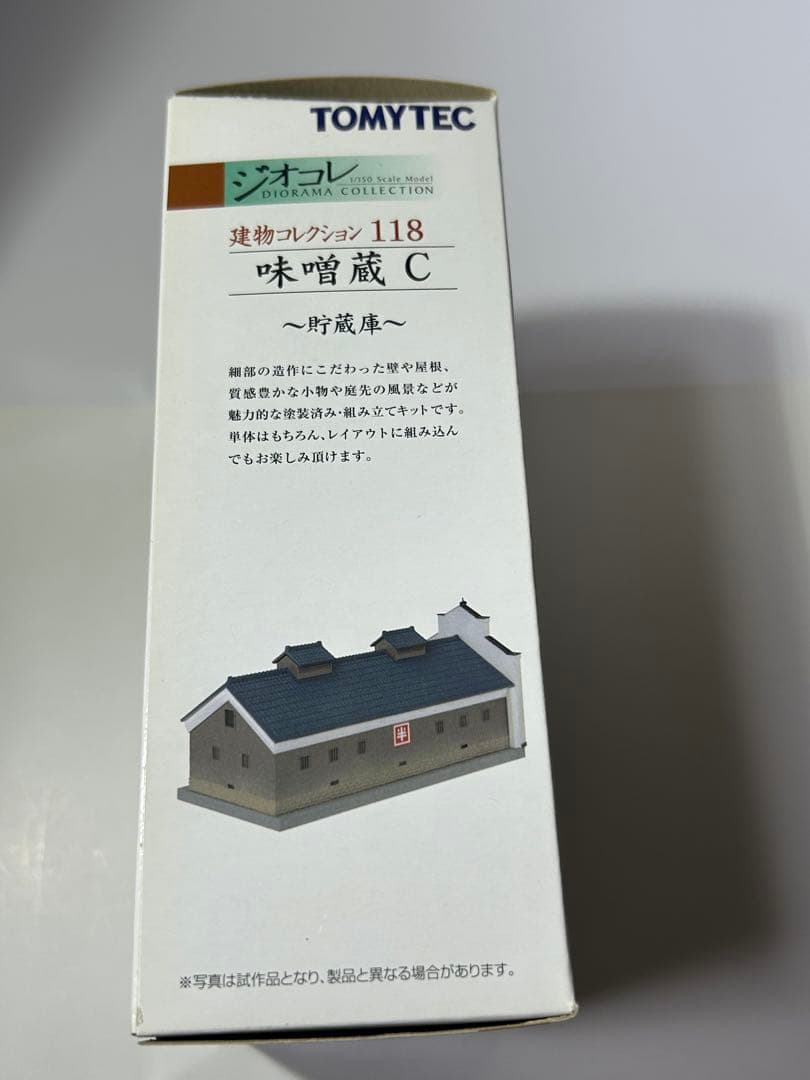 TOMYTEC
ジオコレ 1/150 Scale Model
DIORAMA COLLECTION
建物コレクション 118
味噌蔵 C
～貯蔵庫～
細部の造作にこだわった壁や屋根、
質感豊かな小物や庭先の風景などが
魅力的な塗装済み・組み立てキットです。
単体はもちろん、レイアウトに組み込ん
でもお楽しみ頂けます。
半
※写真は試作品となり、製品と異なる場合があります。